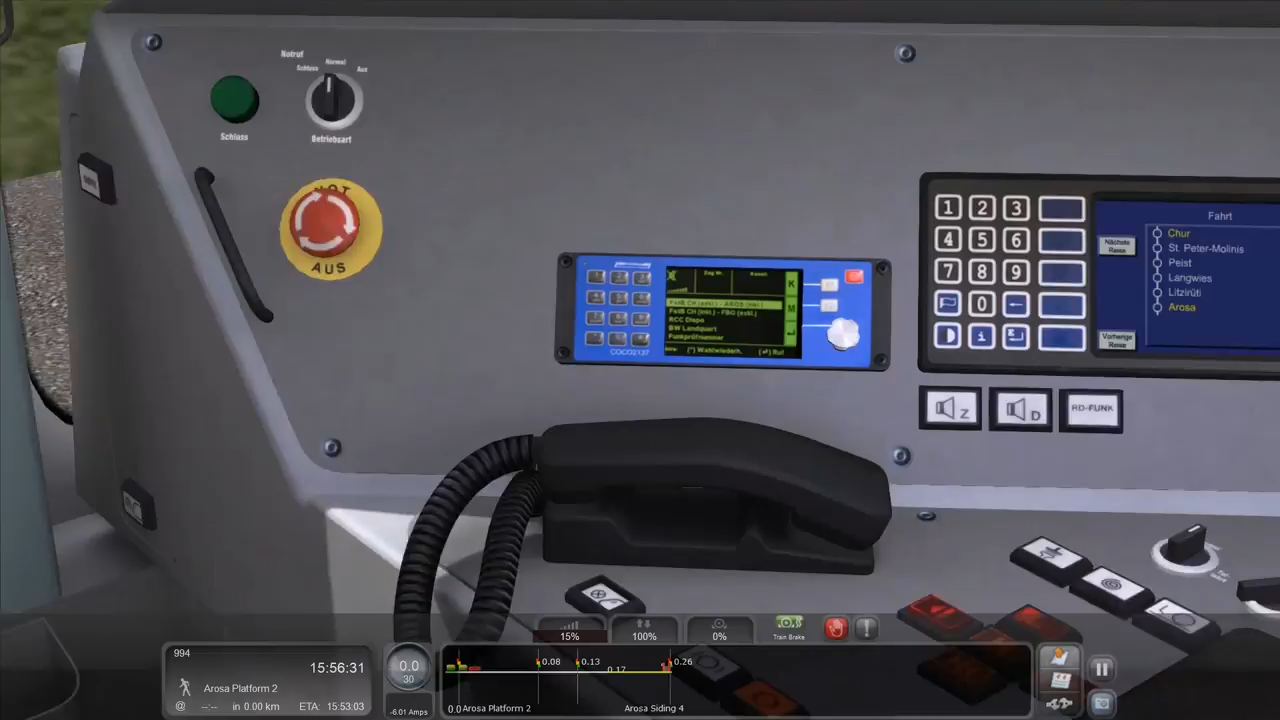 Notruf
Schluss
Normal
Aus
Schluss
Betriebsart
NOT
AUS
Zug Nr.
Kanal:
K
M
FdlB CH (exkl.) - AROS (inkl.)
FdlB CH (inkl.) - FBG (exkl.)
RCC Dispo
BW Landquart
Funkprüfnummer
(*) Wahlwiederh.
(↵) Ruf
COCO2137
1 2 3
4 5 6
7 8 9
0 ←
i
Nächste
Reise
Vorherige
Reise
Fahrt
Chur
St. Peter-Molinis
Peist
Langwies
Litzirüti
Arosa
Z
D
RD-FUNK
15%
100%
0%
Train Brake
994
15:56:31
Arosa Platform 2
@ --:-- in 0.00 km ETA: 15:53:03
0.0
30
-6.01 Amps
0.08
0.13
0.17
0.26
0.0 Arosa Platform 2
Arosa Siding 4